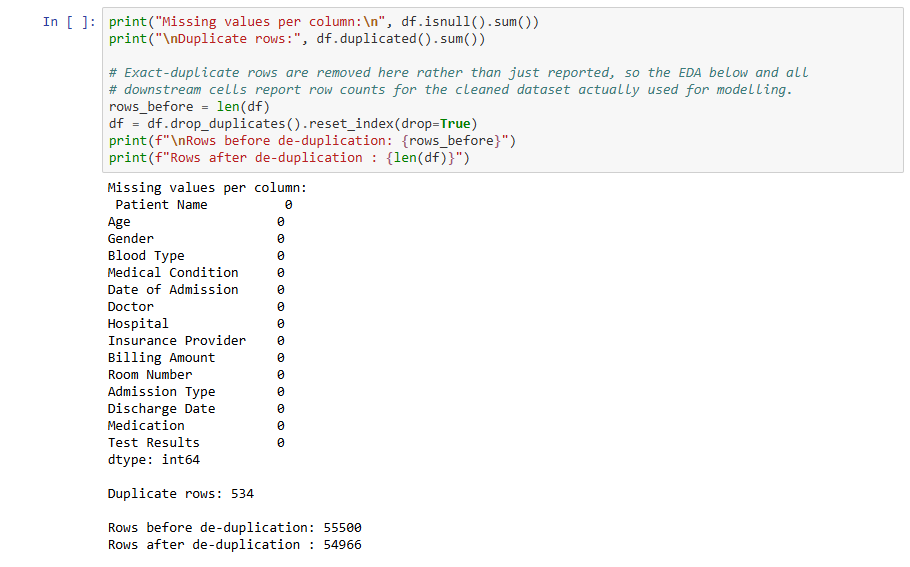 In [ ]: print("Missing values per column:\n", df.isnull().sum())
print("\nDuplicate rows:", df.duplicated().sum())
# Exact-duplicate rows are removed here rather than just reported, so the EDA below and all
# downstream cells report row counts for the cleaned dataset actually used for modelling.
rows_before = len(df)
df = df.drop_duplicates().reset_index(drop=True)
print(f"\nRows before de-duplication: {rows_before}")
print(f"Rows after de-duplication : {len(df)}")
Missing values per column:
Patient Name 0
Age 0
Gender 0
Blood Type 0
Medical Condition 0
Date of Admission 0
Doctor 0
Hospital 0
Insurance Provider 0
Billing Amount 0
Room Number 0
Admission Type 0
Discharge Date 0
Medication 0
Test Results 0
dtype: int64
Duplicate rows: 534
Rows before de-duplication: 55500
Rows after de-duplication : 54966